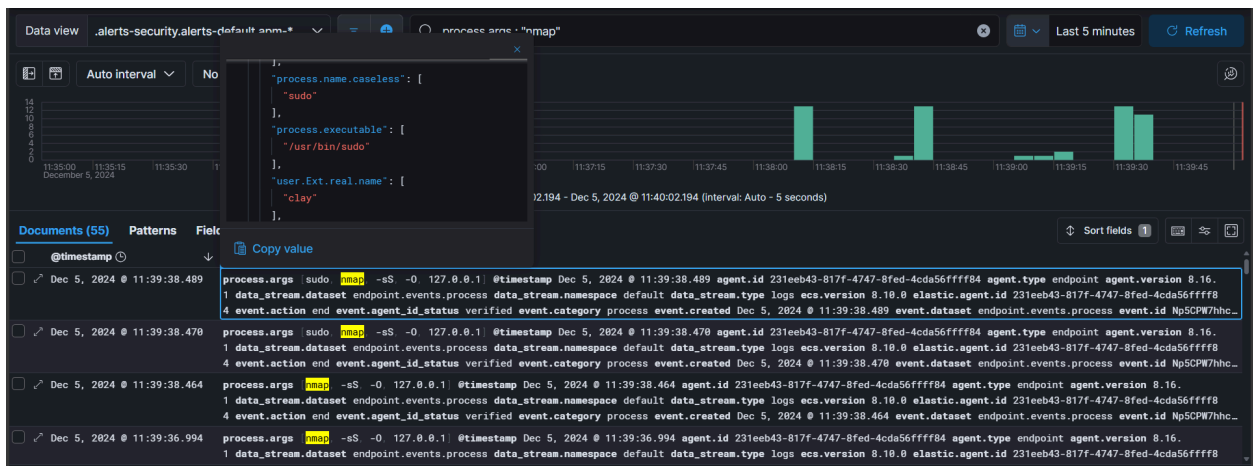 Data view .alerts-security.alerts-default,apm-* process.args : "nmap" Last 5 minutes Refresh
Auto interval No
],
"process.name.caseless": [
"sudo"
],
"process.executable": [
"/usr/bin/sudo"
],
"user.Ext.real.name": [
"clay"
],
Copy value
14
12
10
8
6
4
2
0
11:35:00 11:35:15 11:35:30 11:37:15 11:37:30 11:37:45 11:38:00 11:38:15 11:38:30 11:38:45 11:39:00 11:39:15 11:39:30 11:39:45
December 5, 2024
02.194 - Dec 5, 2024 @ 11:40:02.194 (interval: Auto - 5 seconds)
Documents (55) Patterns Field Sort fields 1
@timestamp
Dec 5, 2024 @ 11:39:38.489 process.args [sudo, nmap, -sS, -O, 127.0.0.1] @timestamp Dec 5, 2024 @ 11:39:38.489 agent.id 231eeb43-817f-4747-8fed-4cda56ffff84 agent.type endpoint agent.version 8.16.
1 data_stream.dataset endpoint.events.process data_stream.namespace default data_stream.type logs ecs.version 8.10.0 elastic.agent.id 231eeb43-817f-4747-8fed-4cda56ffff8
4 event.action end event.agent_id_status verified event.category process event.created Dec 5, 2024 @ 11:39:38.489 event.dataset endpoint.events.process event.id Np5CPW7hhc…
Dec 5, 2024 @ 11:39:38.470 process.args [sudo, nmap, -sS, -O, 127.0.0.1] @timestamp Dec 5, 2024 @ 11:39:38.470 agent.id 231eeb43-817f-4747-8fed-4cda56ffff84 agent.type endpoint agent.version 8.16.
1 data_stream.dataset endpoint.events.process data_stream.namespace default data_stream.type logs ecs.version 8.10.0 elastic.agent.id 231eeb43-817f-4747-8fed-4cda56ffff8
4 event.action end event.agent_id_status verified event.category process event.created Dec 5, 2024 @ 11:39:38.470 event.dataset endpoint.events.process event.id Np5CPW7hhc…
Dec 5, 2024 @ 11:39:38.464 process.args [nmap, -sS, -O, 127.0.0.1] @timestamp Dec 5, 2024 @ 11:39:38.464 agent.id 231eeb43-817f-4747-8fed-4cda56ffff84 agent.type endpoint agent.version 8.16.
1 data_stream.dataset endpoint.events.process data_stream.namespace default data_stream.type logs ecs.version 8.10.0 elastic.agent.id 231eeb43-817f-4747-8fed-4cda56ffff8
4 event.action end event.agent_id_status verified event.category process event.created Dec 5, 2024 @ 11:39:38.464 event.dataset endpoint.events.process event.id Np5CPW7hhc…
Dec 5, 2024 @ 11:39:36.994 process.args [nmap, -sS, -O, 127.0.0.1] @timestamp Dec 5, 2024 @ 11:39:36.994 agent.id 231eeb43-817f-4747-8fed-4cda56ffff84 agent.type endpoint agent.version 8.16.
1 data_stream.dataset endpoint.events.process data_stream.namespace default data_stream.type logs ecs.version 8.10.0 elastic.agent.id 231eeb43-817f-4747-8fed-4cda56ffff8